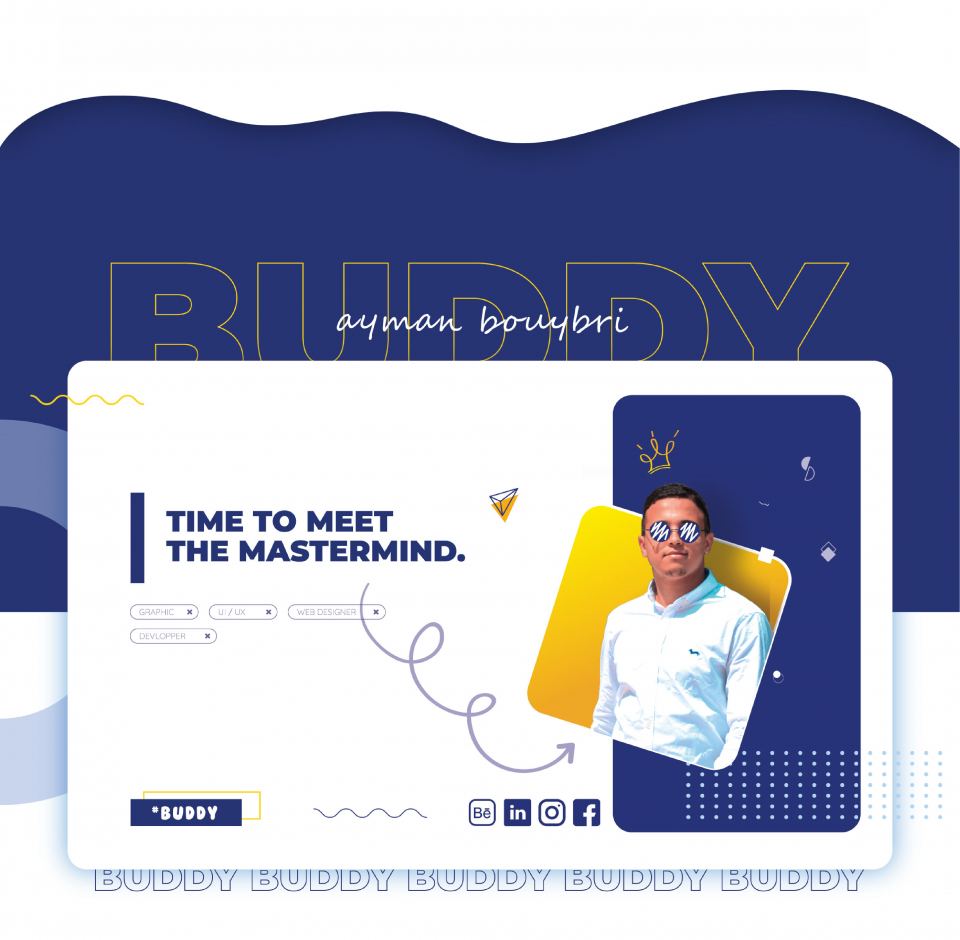 BUDDY
ayman bouybri
TIME TO MEET
THE MASTERMIND.
GRAPHIC ✖ UI / UX ✖ WEB DESIGNER ✖
DEVLOPPER ✖
#BUDDY
Bē in f
BUDDY BUDDY BUDDY BUDDY BUDDY